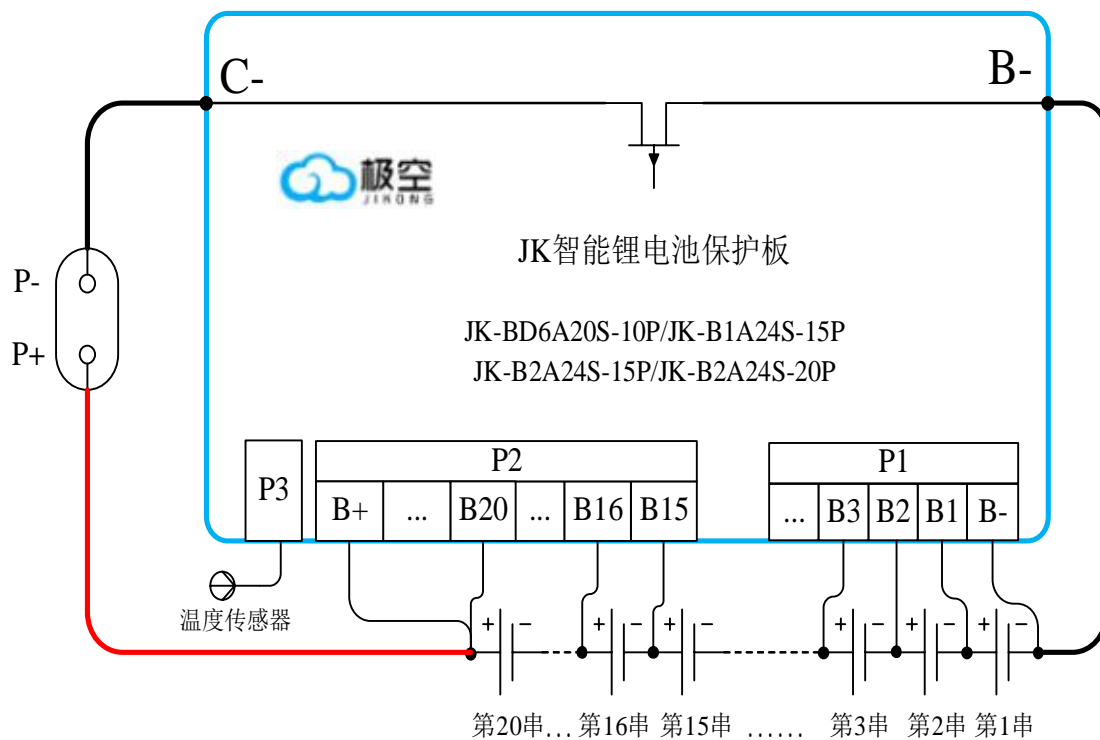 C-
B-
极空
JIKONG
JK智能锂电池保护板
P-
P+
JK-BD6A20S-10P/JK-B1A24S-15P
JK-B2A24S-15P/JK-B2A24S-20P
P3
P2
B+ ... B20 ... B16 B15
P1
... B3 B2 B1 B-
温度传感器
+ − + − + − + − + − + −
第20串... 第16串 第15串 ...... 第3串 第2串 第1串